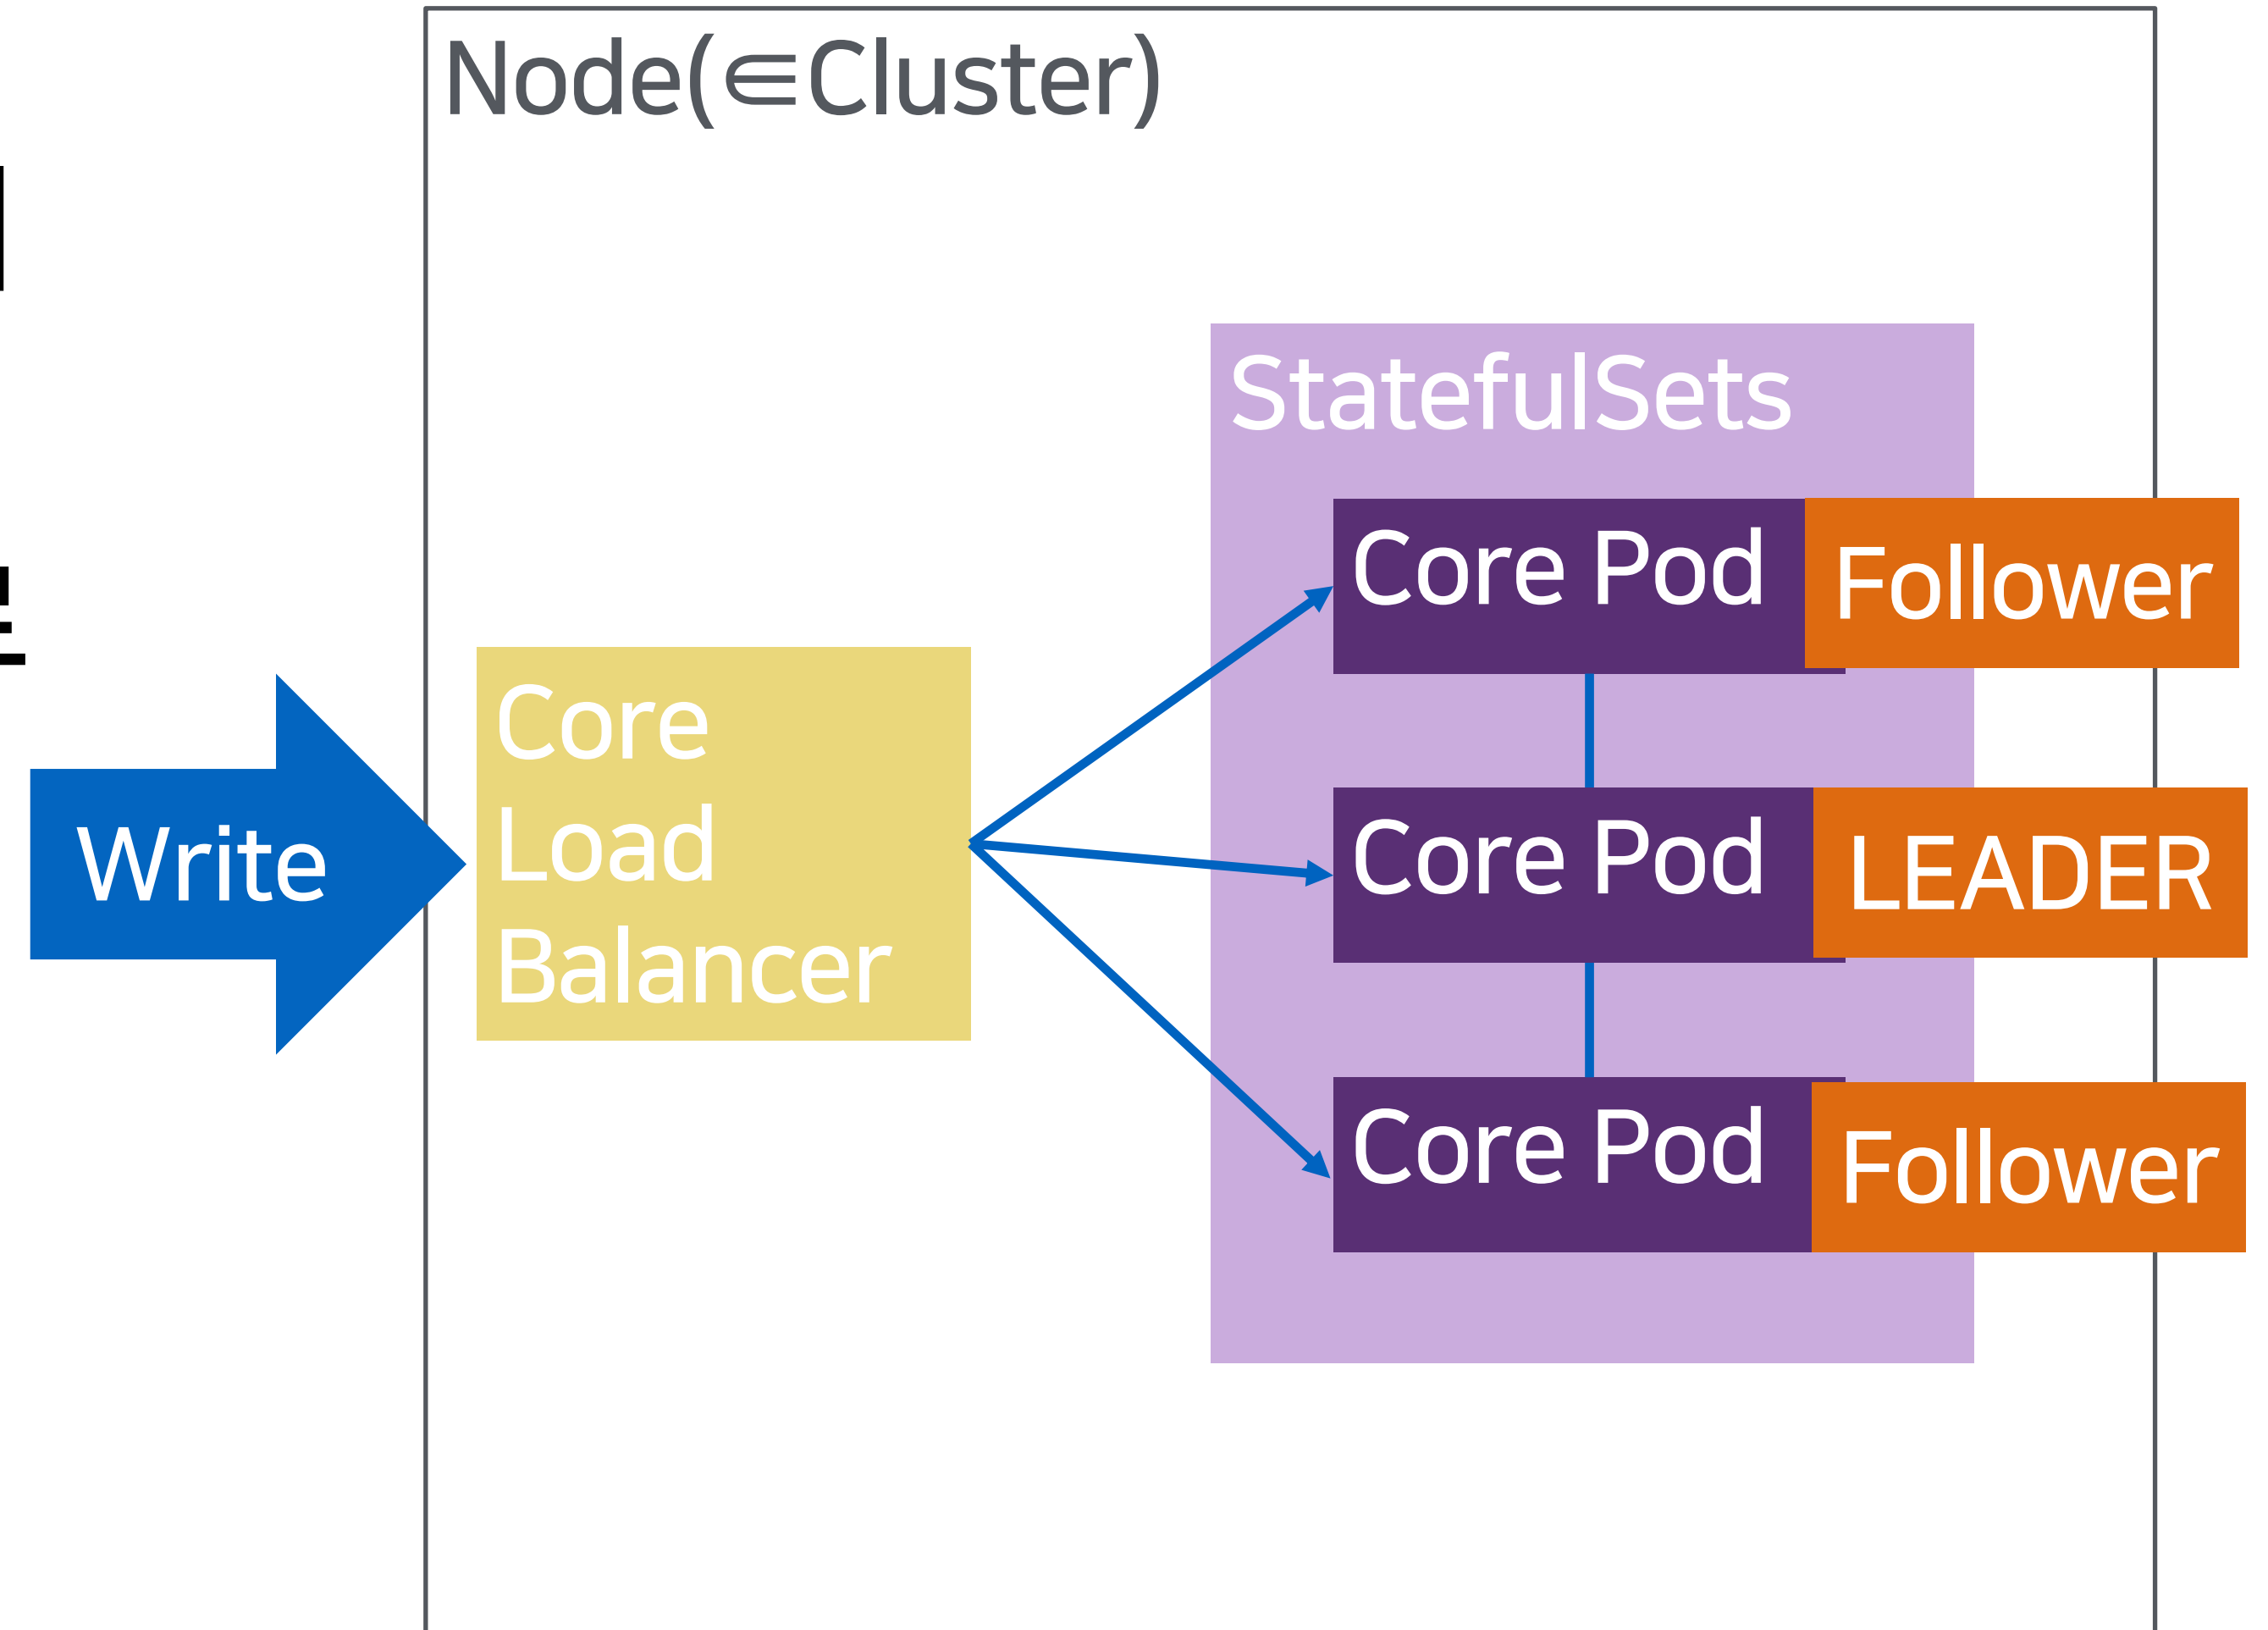 Node(∈Cluster)
StatefulSets
Core Pod
Follower
Core
Load
Balancer
Write
Core Pod
LEADER
Core Pod
Follower